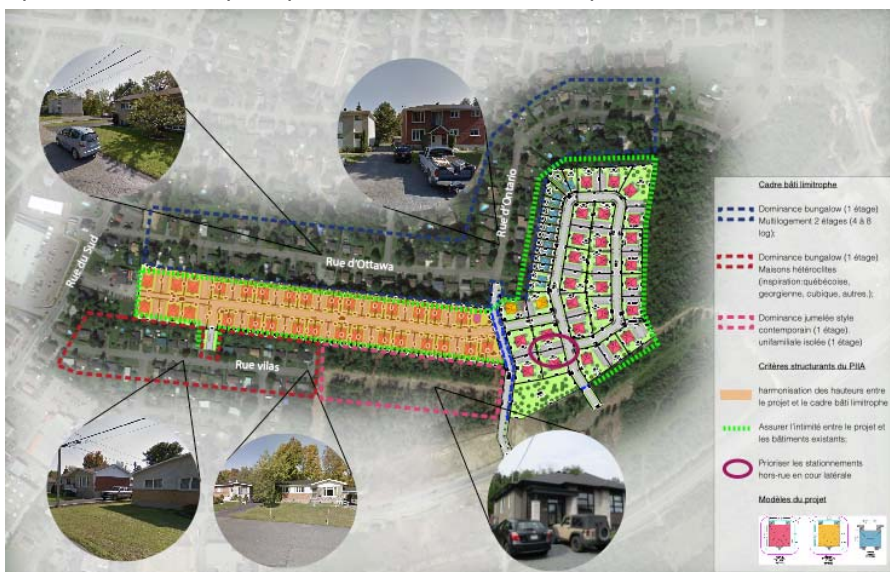 Rue du Sud
Rue d'Ottawa
Rue d'Ontario
Rue vilas
Cadre bâti limitrophe
Dominance bungalow (1 étage)
Multilogement 2 étages (4 à 8
log);
Dominance bungalow (1 étage)
Maisons hétéroclites
(inspiration:québécoise,
georgienne, cubique, autres.);
Dominance jumelée style
contemporain (1 étage).
unifamiliale isolée (1 étage)
Critères structurants du PIIA
harmonisation des hauteurs entre
le projet et le cadre bâti limitrophe
Assurer l'intimité entre le projet et
les bâtiments existants;
Prioriser les stationnements
hors-rue en cour latérale
Modèles du projet